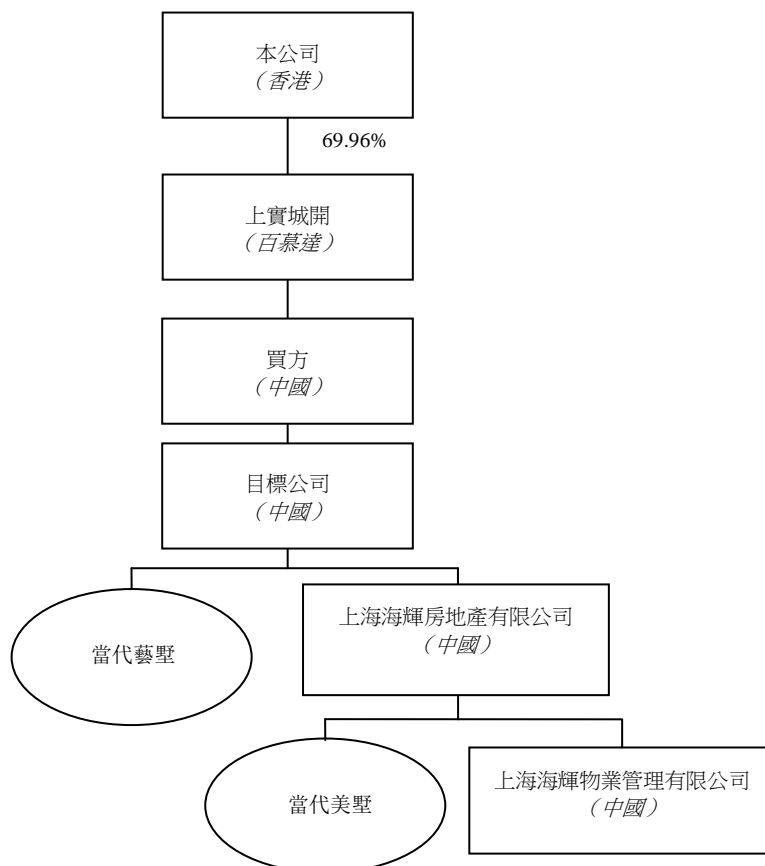 本公司
（香港）
69.96%
上實城開
（百慕達）
買方
（中國）
目標公司
（中國）
當代藝墅
上海海輝房地產有限公司
（中國）
當代美墅
上海海輝物業管理有限公司
（中國）